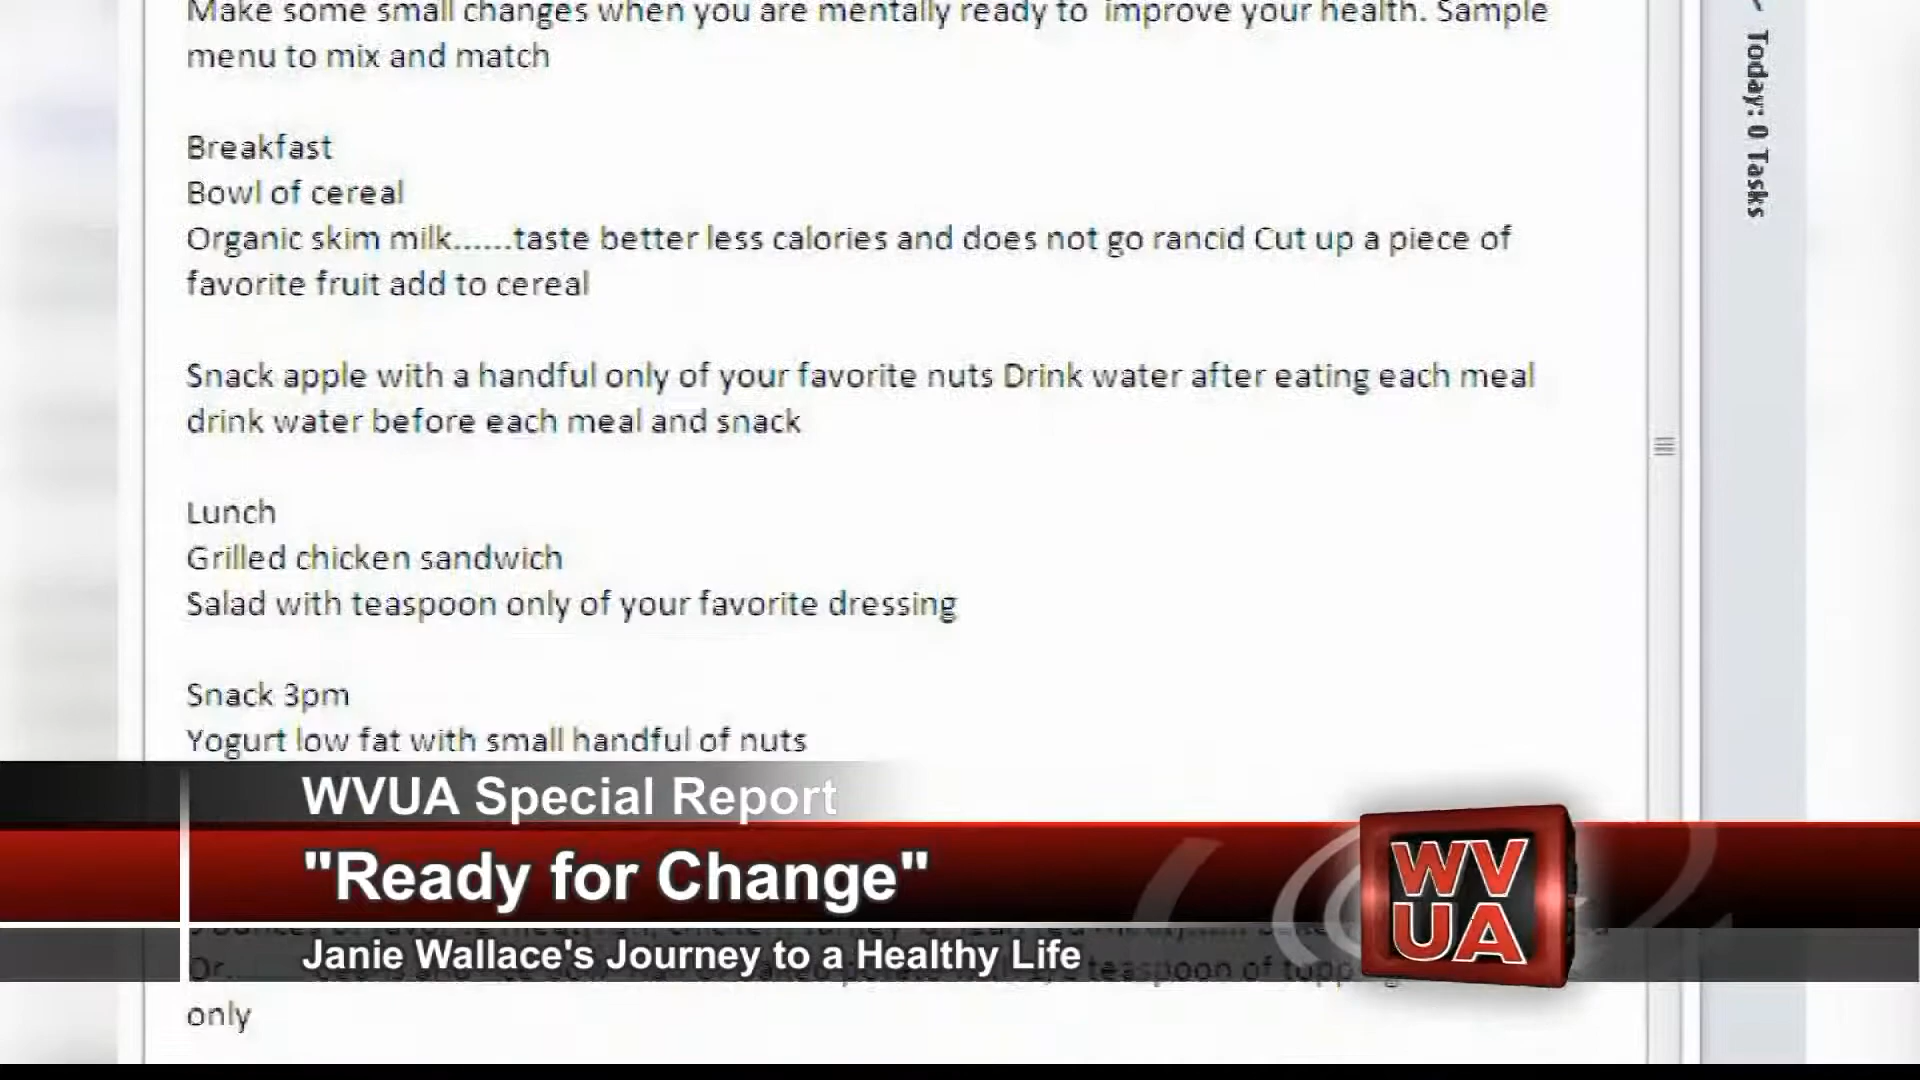 Make some small changes when you are mentally ready to improve your health. Sample
menu to mix and match
Breakfast
Bowl of cereal
Organic skim milk......taste better less calories and does not go rancid Cut up a piece of
favorite fruit add to cereal
Snack apple with a handful only of your favorite nuts Drink water after eating each meal
drink water before each meal and snack
Lunch
Grilled chicken sandwich
Salad with teaspoon only of your favorite dressing
Snack 3pm
Yogurt low fat with small handful of nuts
WVUA Special Report
"Ready for Change"
Janie Wallace's Journey to a Healthy Life
teaspoon of
only
WV
UA
Today: 0 Tasks